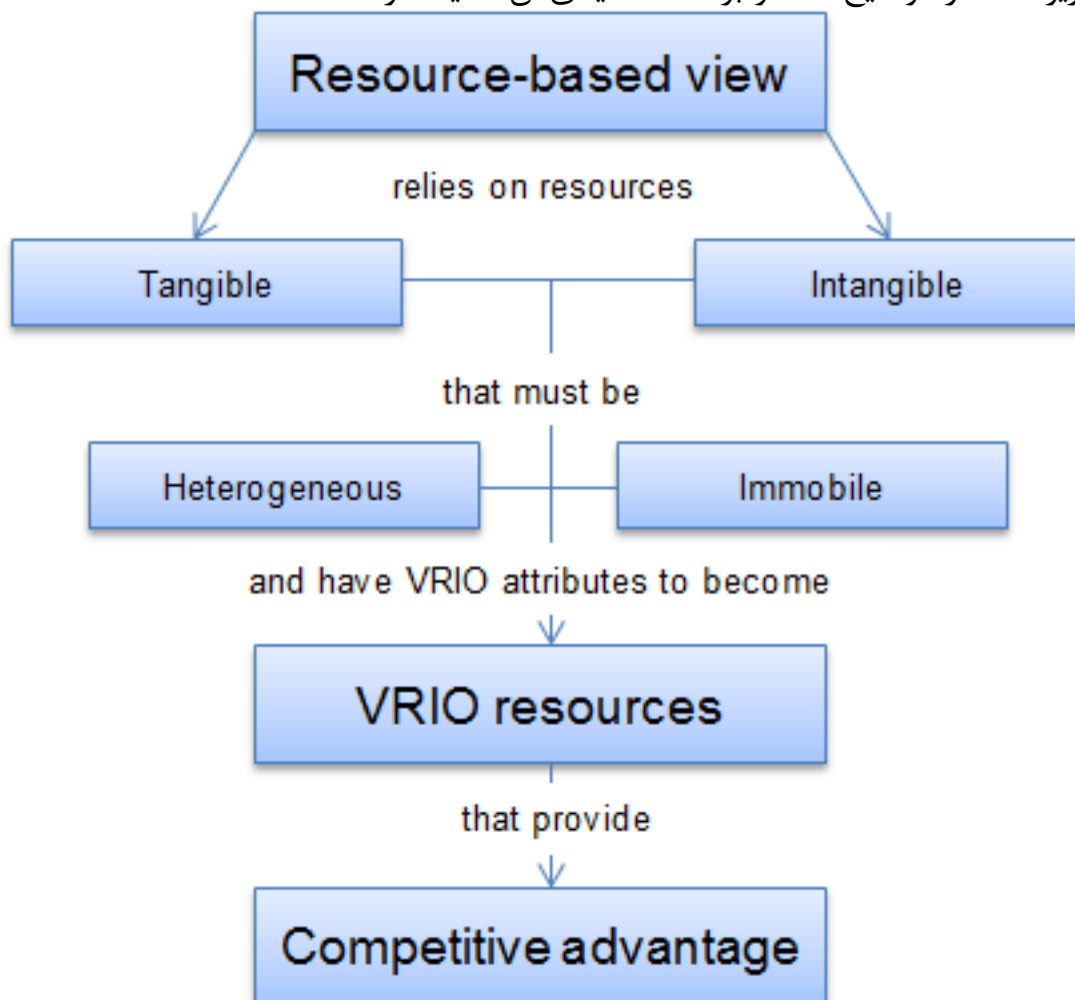 Resource-based view
relies on resources
Tangible
Intangible
that must be
Heterogeneous
Immobile
and have VRIO attributes to become
VRIO resources
that provide
Competitive advantage